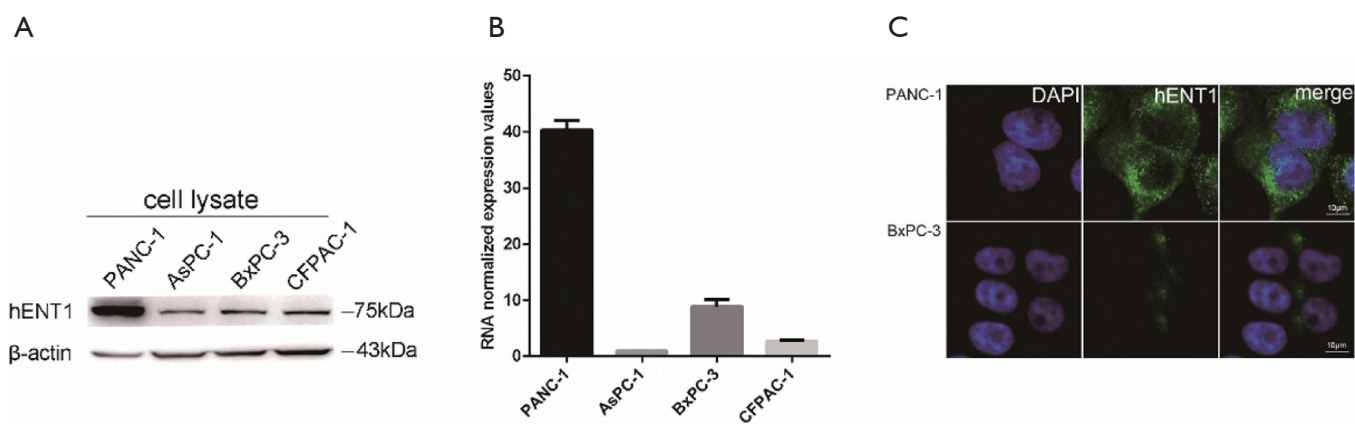 A
B
C
cell lysate
PANC-1
AsPC-1
BxPC-3
CFPAC-1
hENT1
–75kDa
β-actin
–43kDa
RNA normalized expression values
50
40
30
20
10
0
PANC-1
AsPC-1
BxPC-3
CFPAC-1
PANC-1
DAPI
hENT1
merge
10μm
BxPC-3
10μm